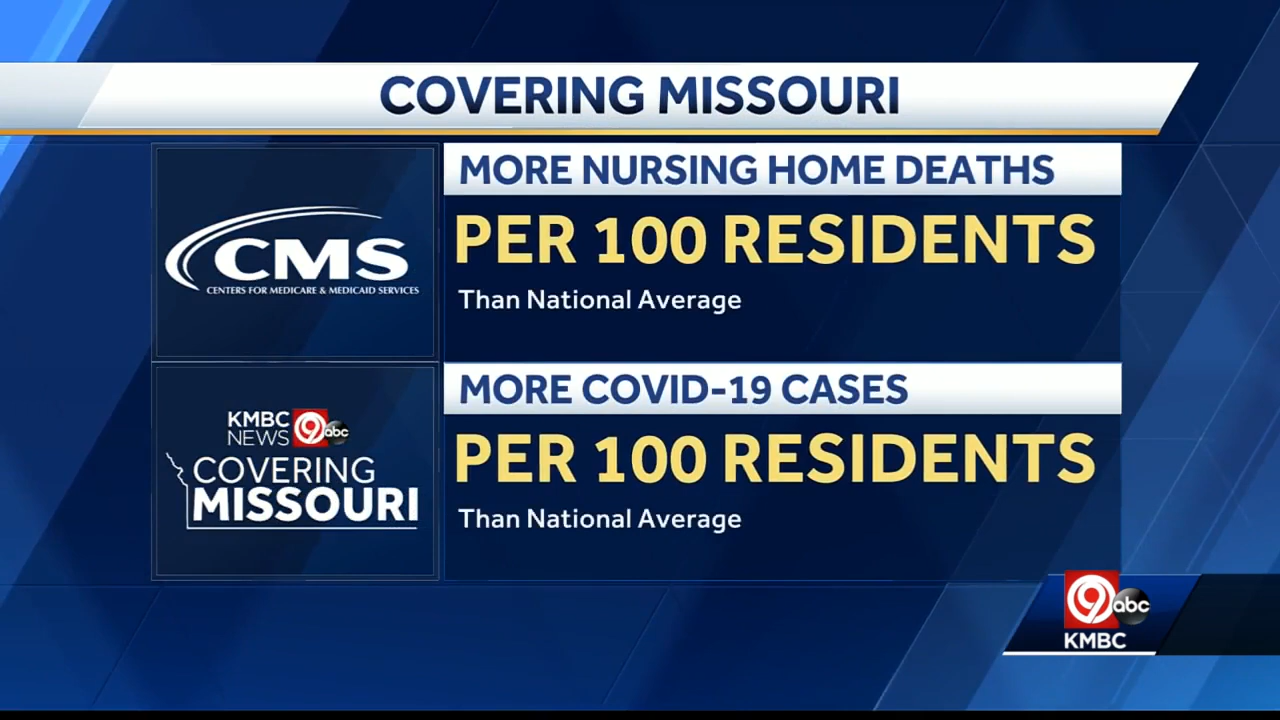 COVERING MISSOURI
CMS
CENTERS FOR MEDICARE & MEDICAID SERVICES
MORE NURSING HOME DEATHS
PER 100 RESIDENTS
Than National Average
KMBC
NEWS 9 abc
COVERING
MISSOURI
MORE COVID-19 CASES
PER 100 RESIDENTS
Than National Average
9 abc
KMBC